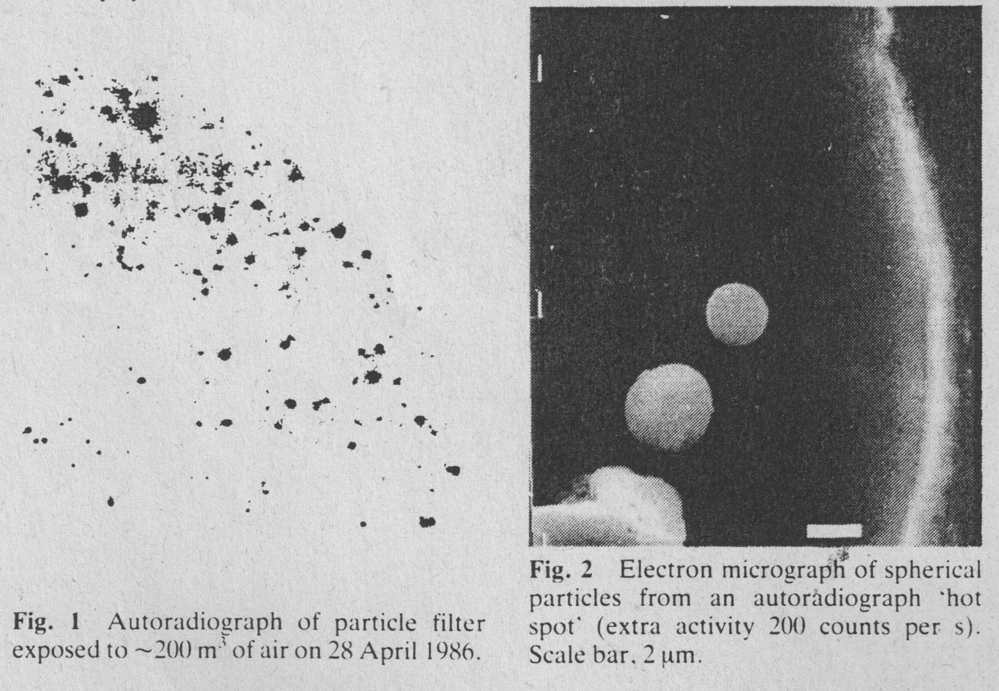 Fig. 1 Autoradiograph of particle filter
exposed to ~200 m³ of air on 28 April 1986.
Fig. 2 Electron micrograph of spherical
particles from an autoradiograph ‘hot
spot’ (extra activity 200 counts per s).
Scale bar, 2 μm.